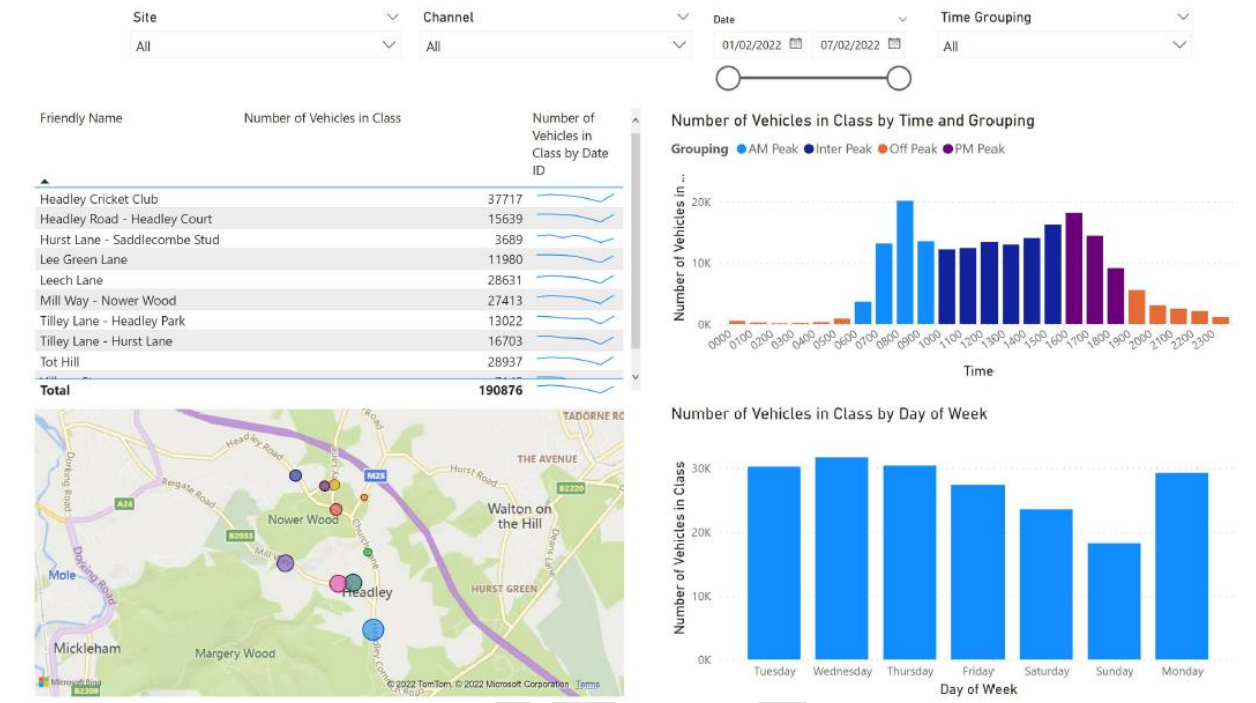 Site
Channel
Date
Time Grouping
All
All
01/02/2022
07/02/2022
All
Friendly Name
Number of Vehicles in Class
Number of
Vehicles in
Class by Date
ID
Headley Cricket Club 37717
Headley Road - Headley Court 15639
Hurst Lane - Saddlecombe Stud 3689
Lee Green Lane 11980
Leech Lane 28631
Mill Way - Nower Wood 27413
Tilley Lane - Headley Park 13022
Tilley Lane - Hurst Lane 16703
Tot Hill 28937
Total 190876
Number of Vehicles in Class by Time and Grouping
Grouping AM Peak Inter Peak Off Peak PM Peak
Number of Vehicles in ...
20K
10K
0K
0000 0100 0200 0300 0400 0500 0600 0700 0800 0900 1000 1100 1200 1300 1400 1500 1600 1700 1800 1900 2000 2100 2200 2300
Time
TADORNE RO
Road
Headley Road
THE AVENUE
M25
Hurst Road
B2220
Dorking Road
Reigate Road
A24
Walton on
the Hill
Nower Wood
B2033
Church Lane
Deans Lane
Mill Way
Mole
Dorking Road
HURST GREEN
Headley
Mickleham
Margery Wood
Microsoft Bing
© 2022 TomTom, © 2022 Microsoft Corporation Terms
B2209
Number of Vehicles in Class by Day of Week
Number of Vehicles in Class
30K
20K
10K
0K
Tuesday Wednesday Thursday Friday Saturday Sunday Monday
Day of Week